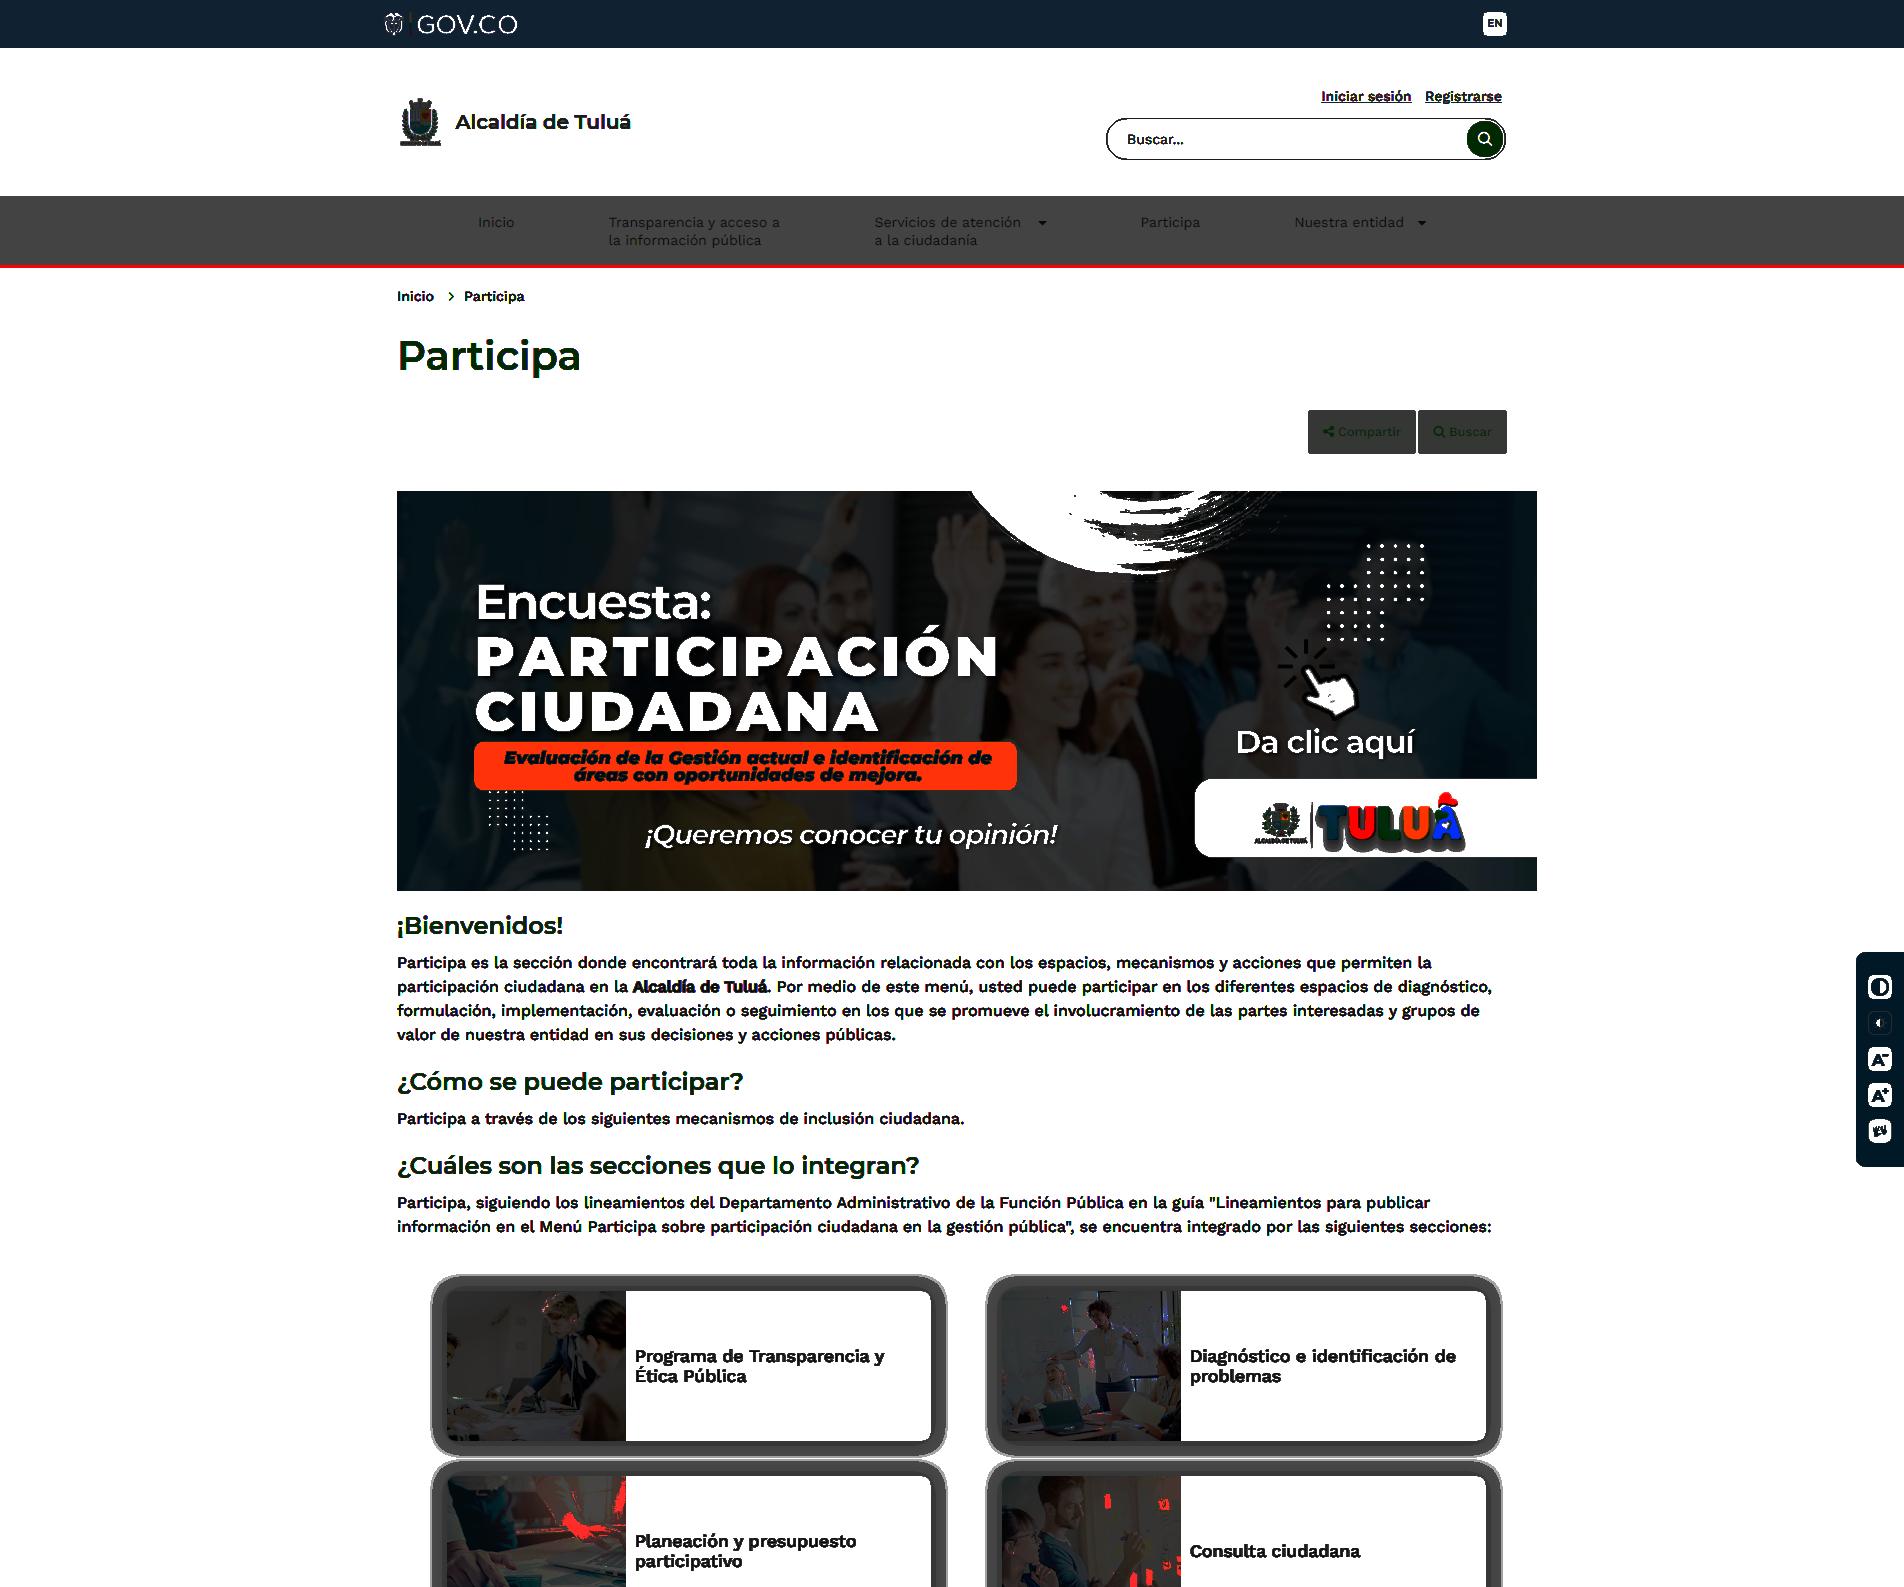 GOV.CO
EN
Alcaldía de Tuluá
Iniciar sesión Registrarse
Buscar...
Inicio
Transparencia y acceso a
la información pública
Servicios de atención
a la ciudadanía
Participa
Nuestra entidad
Inicio Participa
Participa
Compartir Buscar
Encuesta:
PARTICIPACIÓN
CIUDADANA
Evaluación de la Gestión actual e identificación de
áreas con oportunidades de mejora.
¡Queremos conocer tu opinión!
Da clic aquí
ALCALDÍA DE TULUÁ
TULUÁ
¡Bienvenidos!
Participa es la sección donde encontrará toda la información relacionada con los espacios, mecanismos y acciones que permiten la
participación ciudadana en la Alcaldía de Tuluá. Por medio de este menú, usted puede participar en los diferentes espacios de diagnóstico,
formulación, implementación, evaluación o seguimiento en los que se promueve el involucramiento de las partes interesadas y grupos de
valor de nuestra entidad en sus decisiones y acciones públicas.
¿Cómo se puede participar?
Participa a través de los siguientes mecanismos de inclusión ciudadana.
¿Cuáles son las secciones que lo integran?
Participa, siguiendo los lineamientos del Departamento Administrativo de la Función Pública en la guía "Lineamientos para publicar
información en el Menú Participa sobre participación ciudadana en la gestión pública", se encuentra integrado por las siguientes secciones:
A-
A+
Programa de Transparencia y
Ética Pública
Diagnóstico e identificación de
problemas
Planeación y presupuesto
participativo
Consulta ciudadana